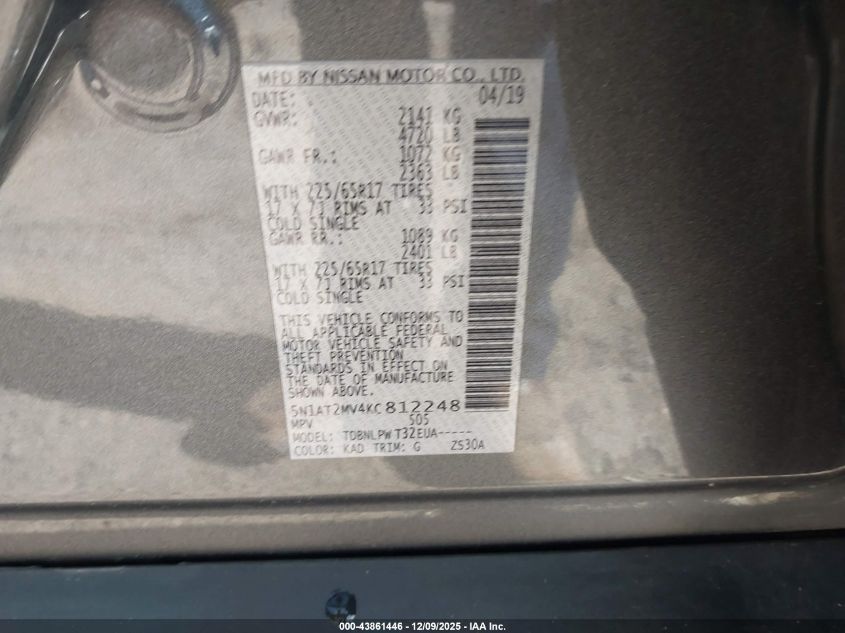 MFD BY NISSAN MOTOR CO., LTD.
DATE: 04/19
GVWR: 2141 KG
4720 LB
GAWR FR.: 1072 KG
2363 LB
WITH 225/65R17 TIRES
17 X 7J RIMS AT 33 PSI
COLD SINGLE
GAWR RR.: 1089 KG
2401 LB
WITH 225/65R17 TIRES
17 X 7J RIMS AT 33 PSI
COLD SINGLE
THIS VEHICLE CONFORMS TO
ALL APPLICABLE FEDERAL
MOTOR VEHICLE SAFETY AND
THEFT PREVENTION
STANDARDS IN EFFECT ON
THE DATE OF MANUFACTURE
SHOWN ABOVE.
5N1AT2MV4KC812248
MPV 505
MODEL: TDBNLPW T32EUA-----
COLOR: KAD TRIM: G ZS30A
000-43861446 - 12/09/2025 - IAA Inc.